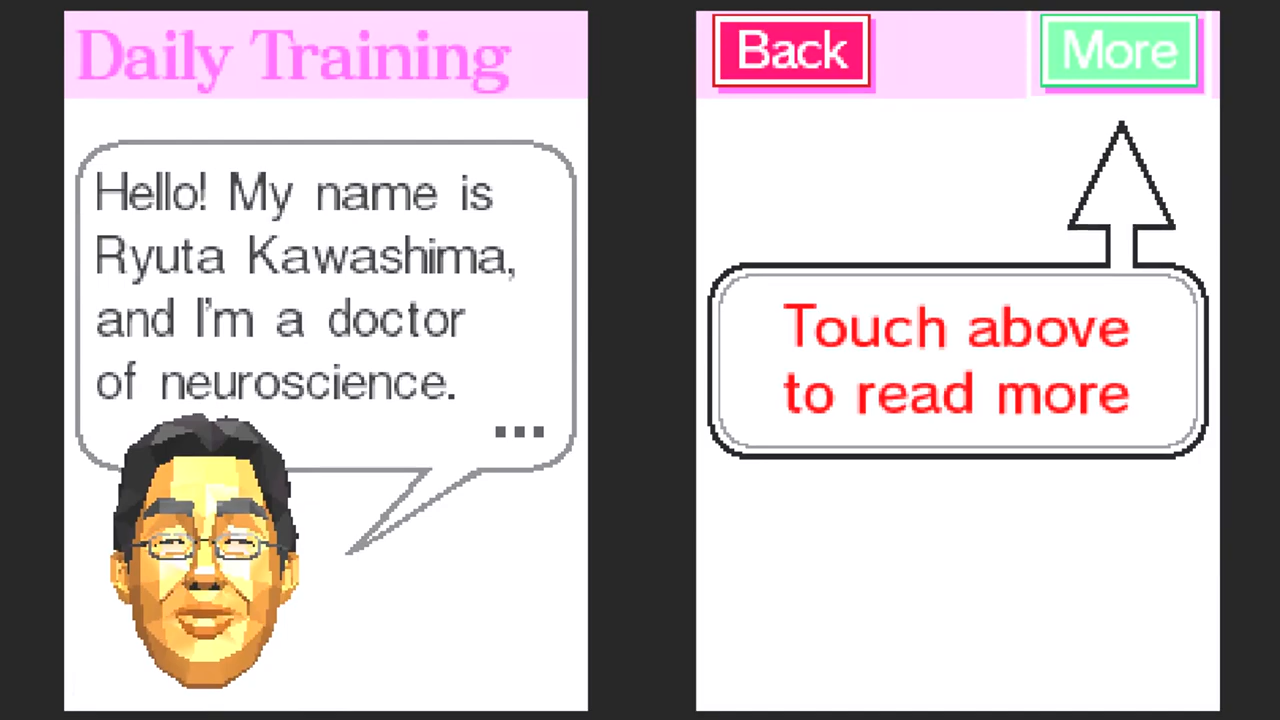 Daily Training
Hello! My name is
Ryuta Kawashima,
and I'm a doctor
of neuroscience.
...
Back
More
Touch above
to read more